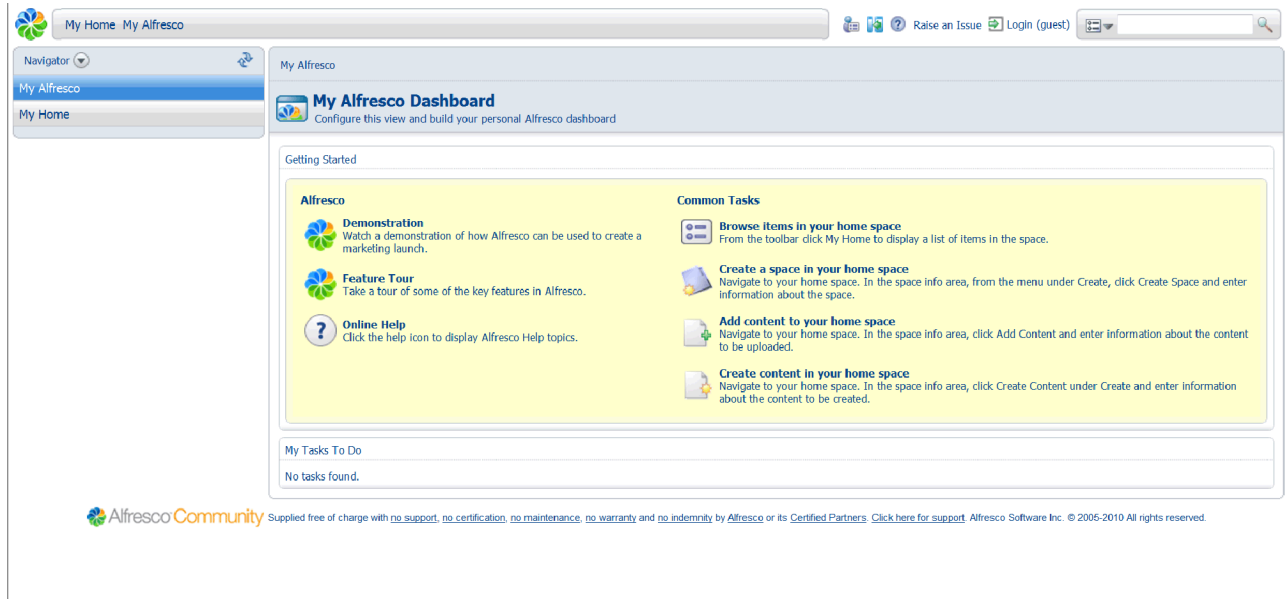 My Home My Alfresco
Raise an Issue Login (guest)
Navigator
My Alfresco
My Home
My Alfresco
My Alfresco Dashboard
Configure this view and build your personal Alfresco dashboard
Getting Started
Alfresco
Demonstration
Watch a demonstration of how Alfresco can be used to create a
marketing launch.
Feature Tour
Take a tour of some of the key features in Alfresco.
?
Online Help
Click the help icon to display Alfresco Help topics.
Common Tasks
Browse items in your home space
From the toolbar click My Home to display a list of items in the space.
Create a space in your home space
Navigate to your home space. In the space info area, from the menu under Create, click Create Space and enter
information about the space.
Add content to your home space
Navigate to your home space. In the space info area, click Add Content and enter information about the content
to be uploaded.
Create content in your home space
Navigate to your home space. In the space info area, click Create Content under Create and enter information
about the content to be created.
My Tasks To Do
No tasks found.
Alfresco Community Supplied free of charge with no support, no certification, no maintenance, no warranty and no indemnity by Alfresco or its Certified Partners. Click here for support. Alfresco Software Inc. © 2005-2010 All rights reserved.